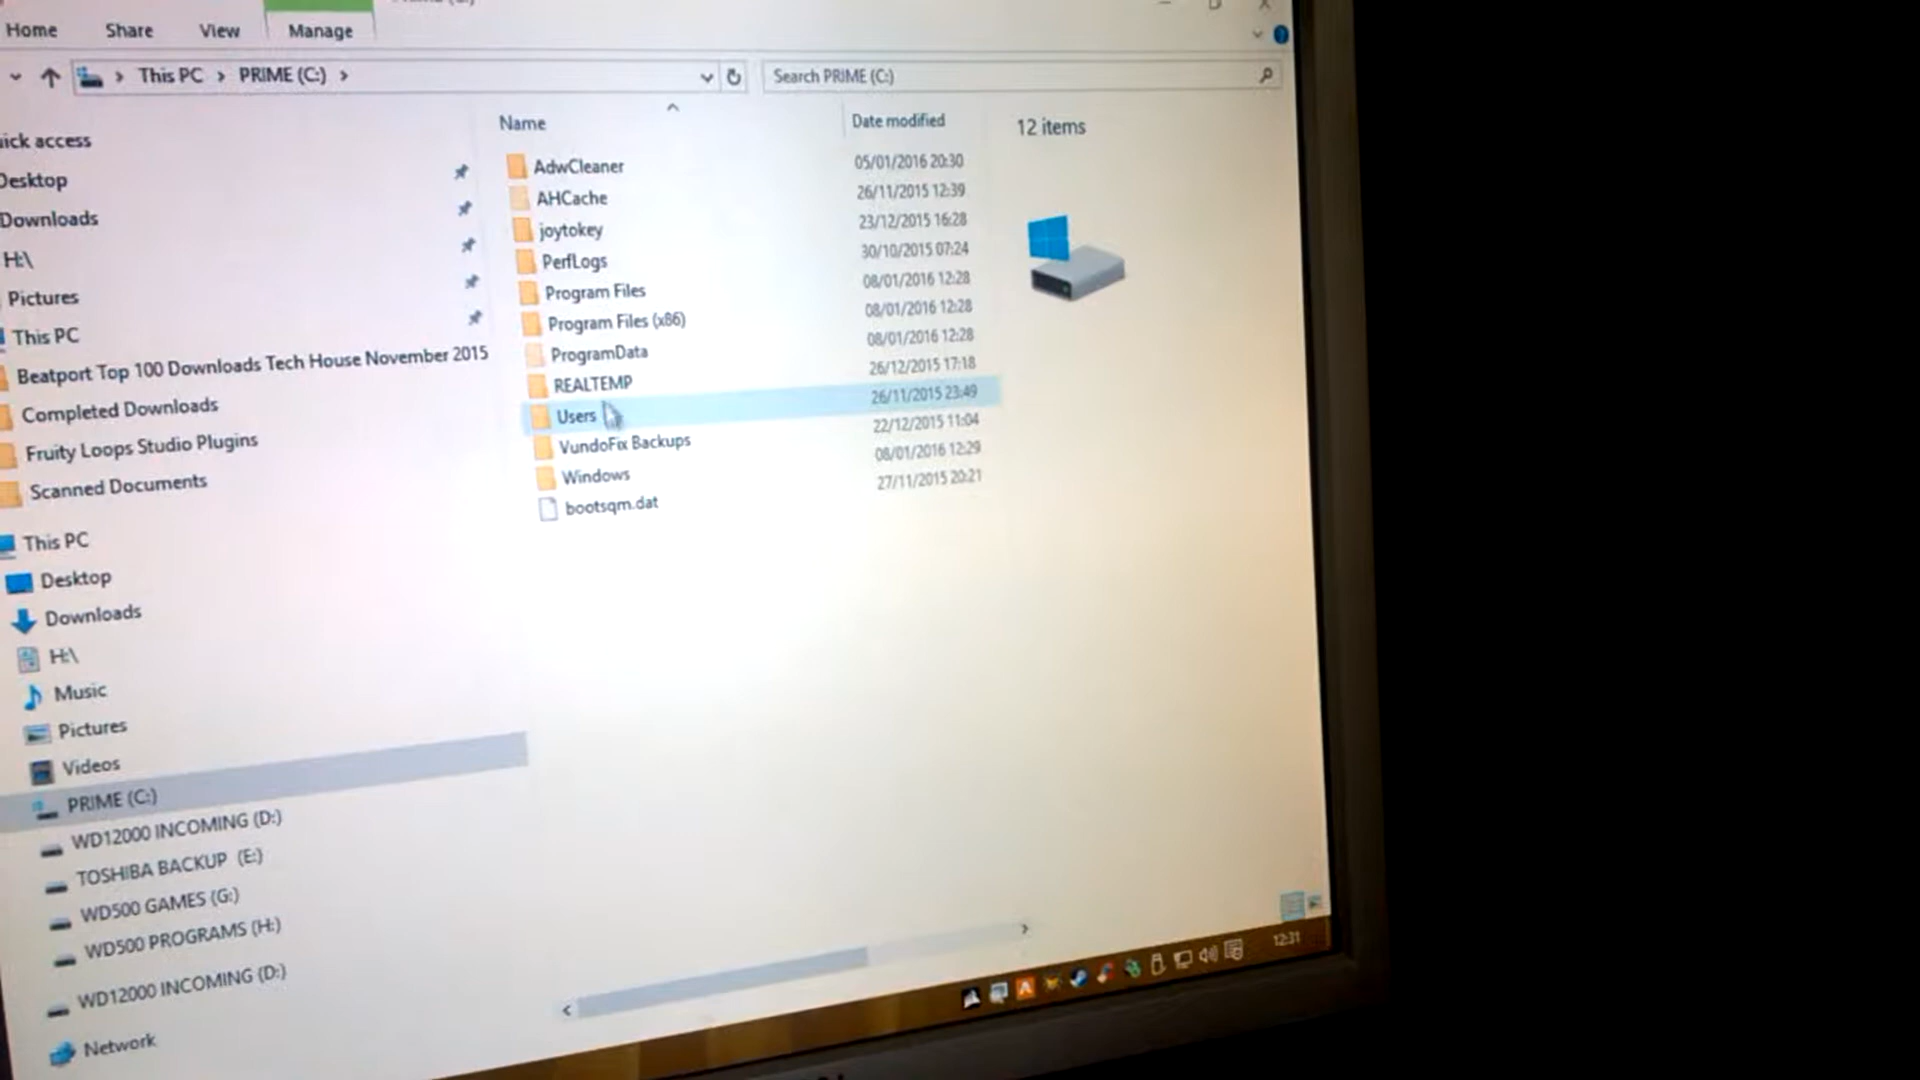 Home Share View Manage
This PC > PRIME (C:) >
Search PRIME (C:)
ick access
Desktop
Downloads
H:\
Pictures
This PC
Beatport Top 100 Downloads Tech House November 2015
Completed Downloads
Fruity Loops Studio Plugins
Scanned Documents
This PC
Desktop
Downloads
H:\
Music
Pictures
Videos
PRIME (C:)
WD12000 INCOMING (D:)
TOSHIBA BACKUP (E:)
WD500 GAMES (G:)
WD500 PROGRAMS (H:)
WD12000 INCOMING (D:)
Network
Name Date modified
AdwCleaner 05/01/2016 20:30
AHCache 26/11/2015 12:39
joytokey 23/12/2015 16:28
PerfLogs 30/10/2015 07:24
Program Files 08/01/2016 12:28
Program Files (x86) 08/01/2016 12:28
ProgramData 08/01/2016 12:28
REALTEMP 26/12/2015 17:18
Users 26/11/2015 23:49
VundoFix Backups 22/12/2015 11:04
Windows 08/01/2016 12:29
bootsqm.dat 27/11/2015 20:21
12 items
12:31